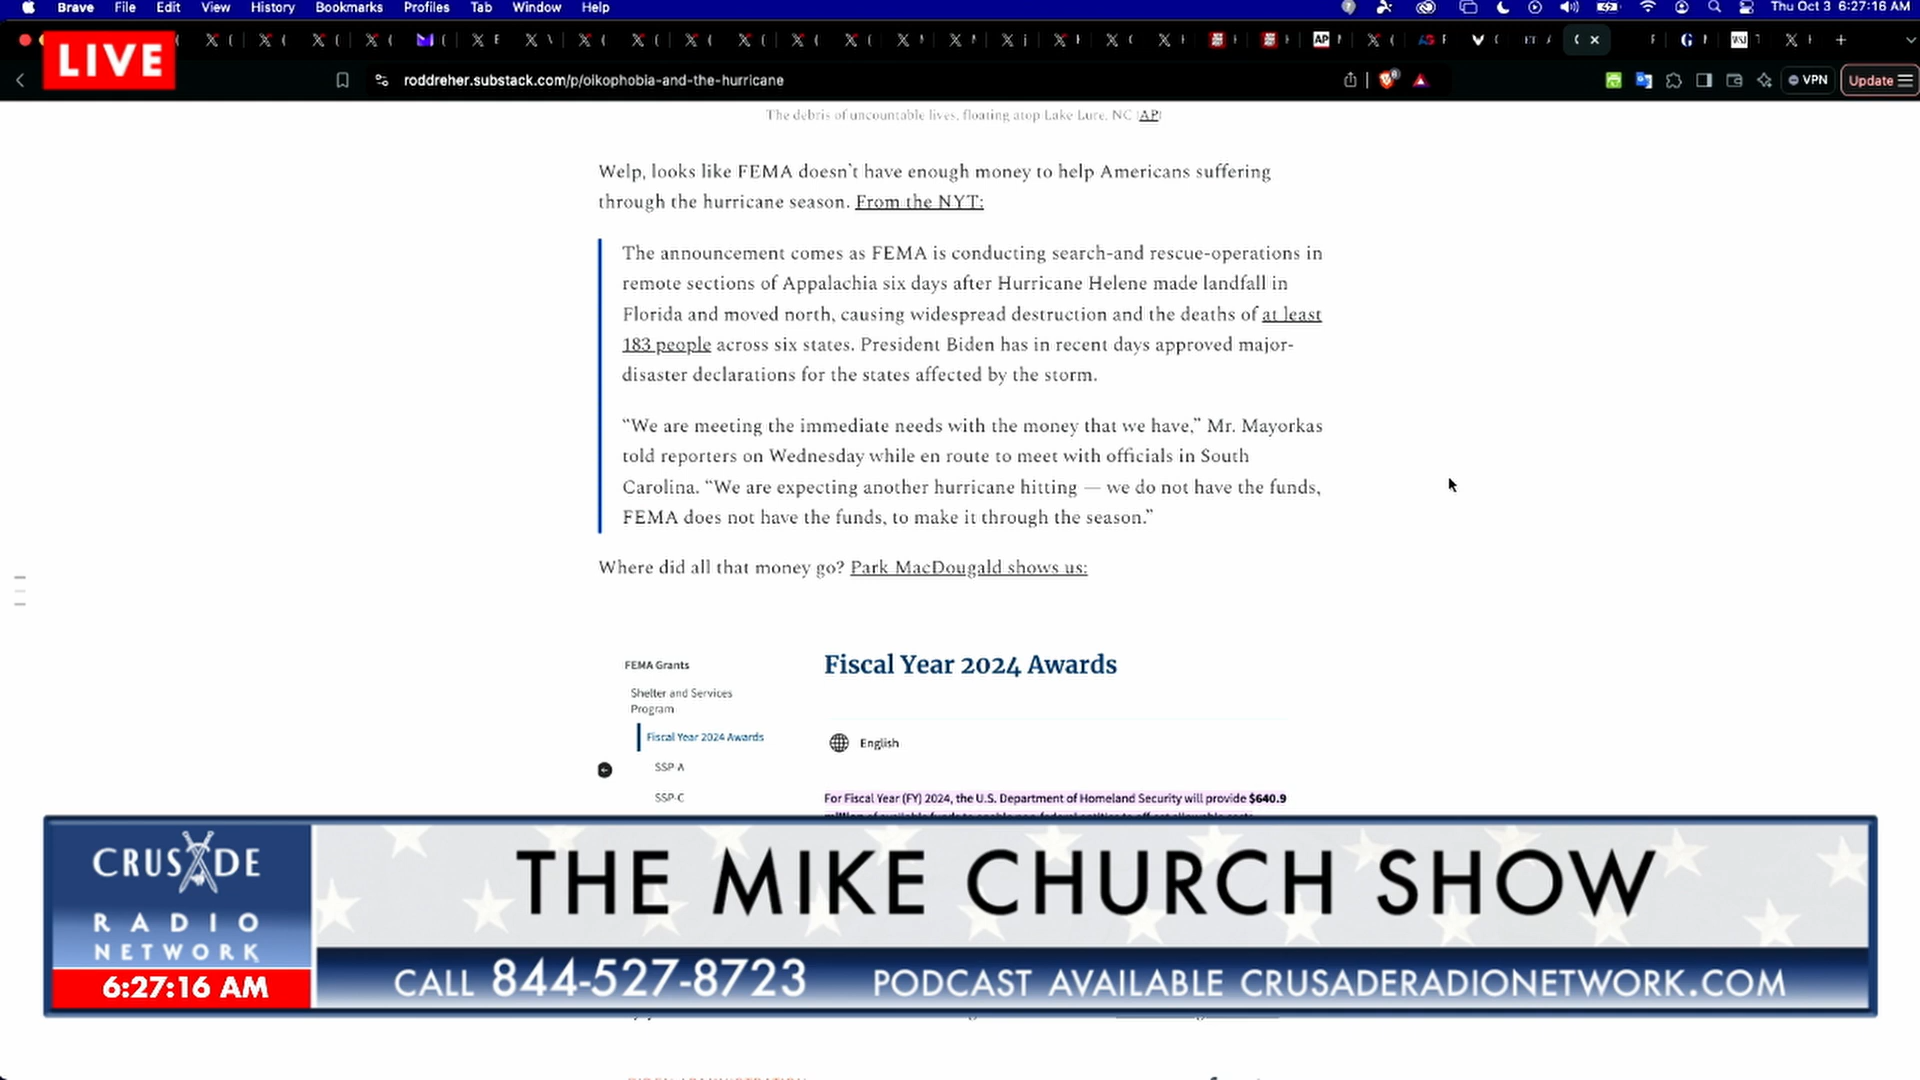 Brave File Edit View History Bookmarks Profiles Tab Window Help Thu Oct 3 6:27:16 AM
LIVE
roddreher.substack.com/p/oikophobia-and-the-hurricane VPN Update
The debris of uncountable lives, floating atop Lake Lure, NC (AP)
Welp, looks like FEMA doesn't have enough money to help Americans suffering
through the hurricane season. From the NYT:
The announcement comes as FEMA is conducting search-and rescue-operations in
remote sections of Appalachia six days after Hurricane Helene made landfall in
Florida and moved north, causing widespread destruction and the deaths of at least
183 people across six states. President Biden has in recent days approved major-
disaster declarations for the states affected by the storm.
“We are meeting the immediate needs with the money that we have,” Mr. Mayorkas
told reporters on Wednesday while en route to meet with officials in South
Carolina. “We are expecting another hurricane hitting — we do not have the funds,
FEMA does not have the funds, to make it through the season.”
Where did all that money go? Park MacDougald shows us:
FEMA Grants
Shelter and Services
Program
Fiscal Year 2024 Awards
SSP-A
SSP-C
Fiscal Year 2024 Awards
English
For Fiscal Year (FY) 2024, the U.S. Department of Homeland Security will provide $640.9
CRUSADE
RADIO
NETWORK
6:27:16 AM
THE MIKE CHURCH SHOW
CALL 844-527-8723 PODCAST AVAILABLE CRUSADERADIONETWORK.COM